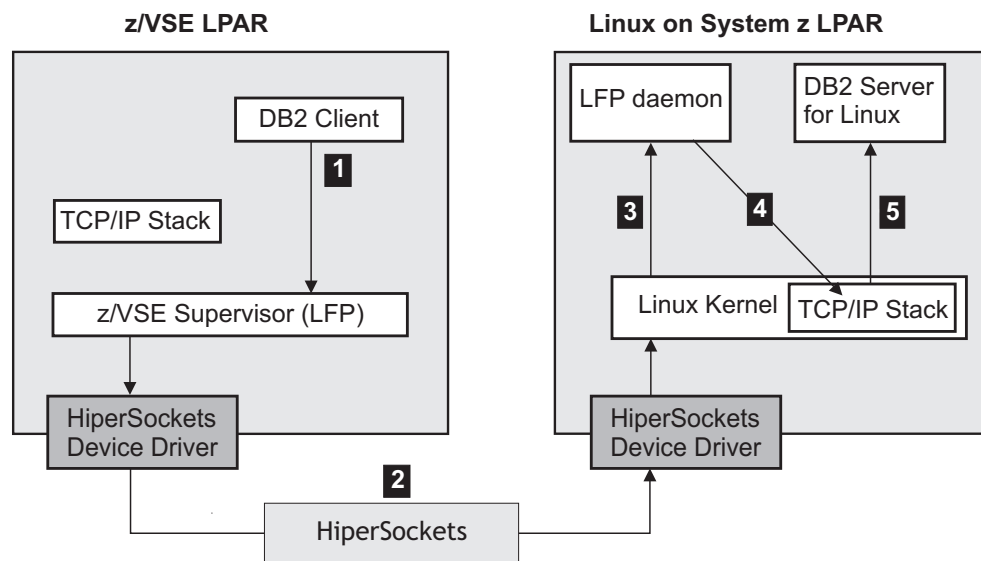 z/VSE LPAR
Linux on System z LPAR
DB2 Client
1
TCP/IP Stack
z/VSE Supervisor (LFP)
HiperSockets
Device Driver
2
HiperSockets
LFP daemon
DB2 Server
for Linux
3
4
5
Linux Kernel
TCP/IP Stack
HiperSockets
Device Driver